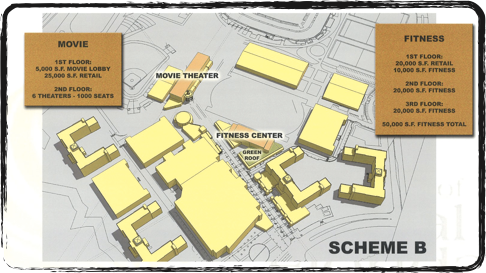 MOVIE
1ST FLOOR:
5,000 S.F. MOVIE LOBBY
25,000 S.F. RETAIL
2ND FLOOR:
6 THEATERS - 1000 SEATS
FITNESS
1ST FLOOR:
20,000 S.F. RETAIL
10,000 S.F. FITNESS
2ND FLOOR:
20,000 S.F. FITNESS
3RD FLOOR:
20,000 S.F. FITNESS
50,000 S.F. FITNESS TOTAL
MOVIE THEATER
FITNESS CENTER
GREEN
ROOF
SCHEME B
of